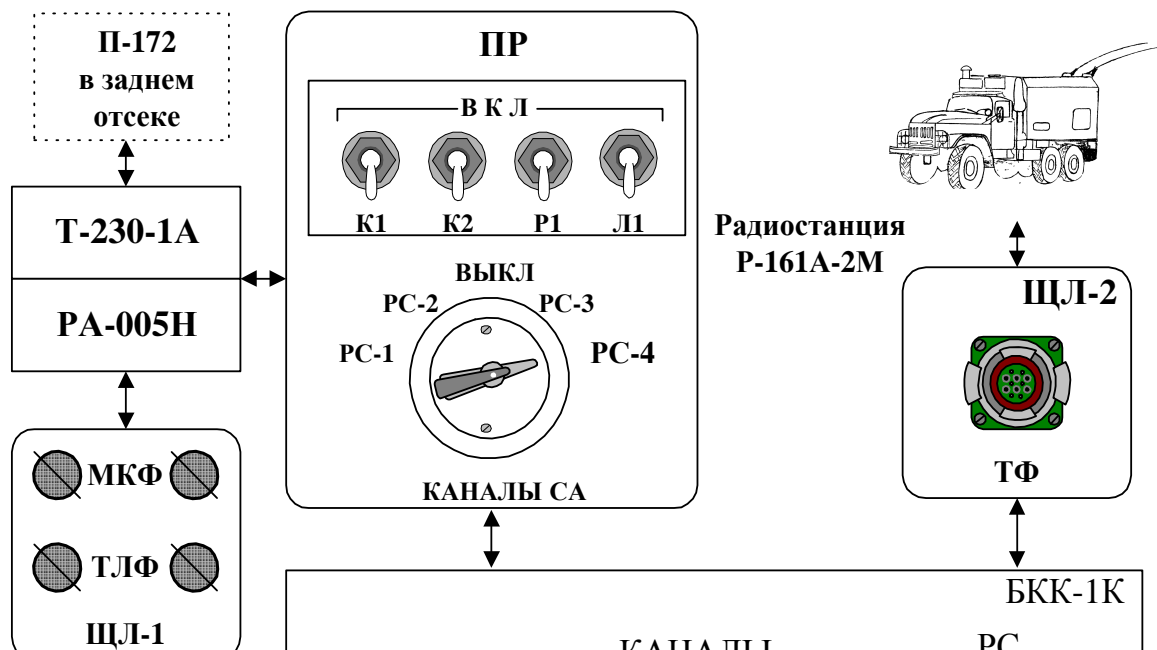 П-172
в заднем
отсеке
Т-230-1А
РА-005Н
МКФ
ТЛФ
ЩЛ-1
ПР
В К Л
К1 К2 Р1 Л1
ВЫКЛ
РС-2 РС-3
РС-1 РС-4
КАНАЛЫ СА
Радиостанция
Р-161А-2М
ЩЛ-2
ТФ
БКК-1К
КАНАЛЫ РС